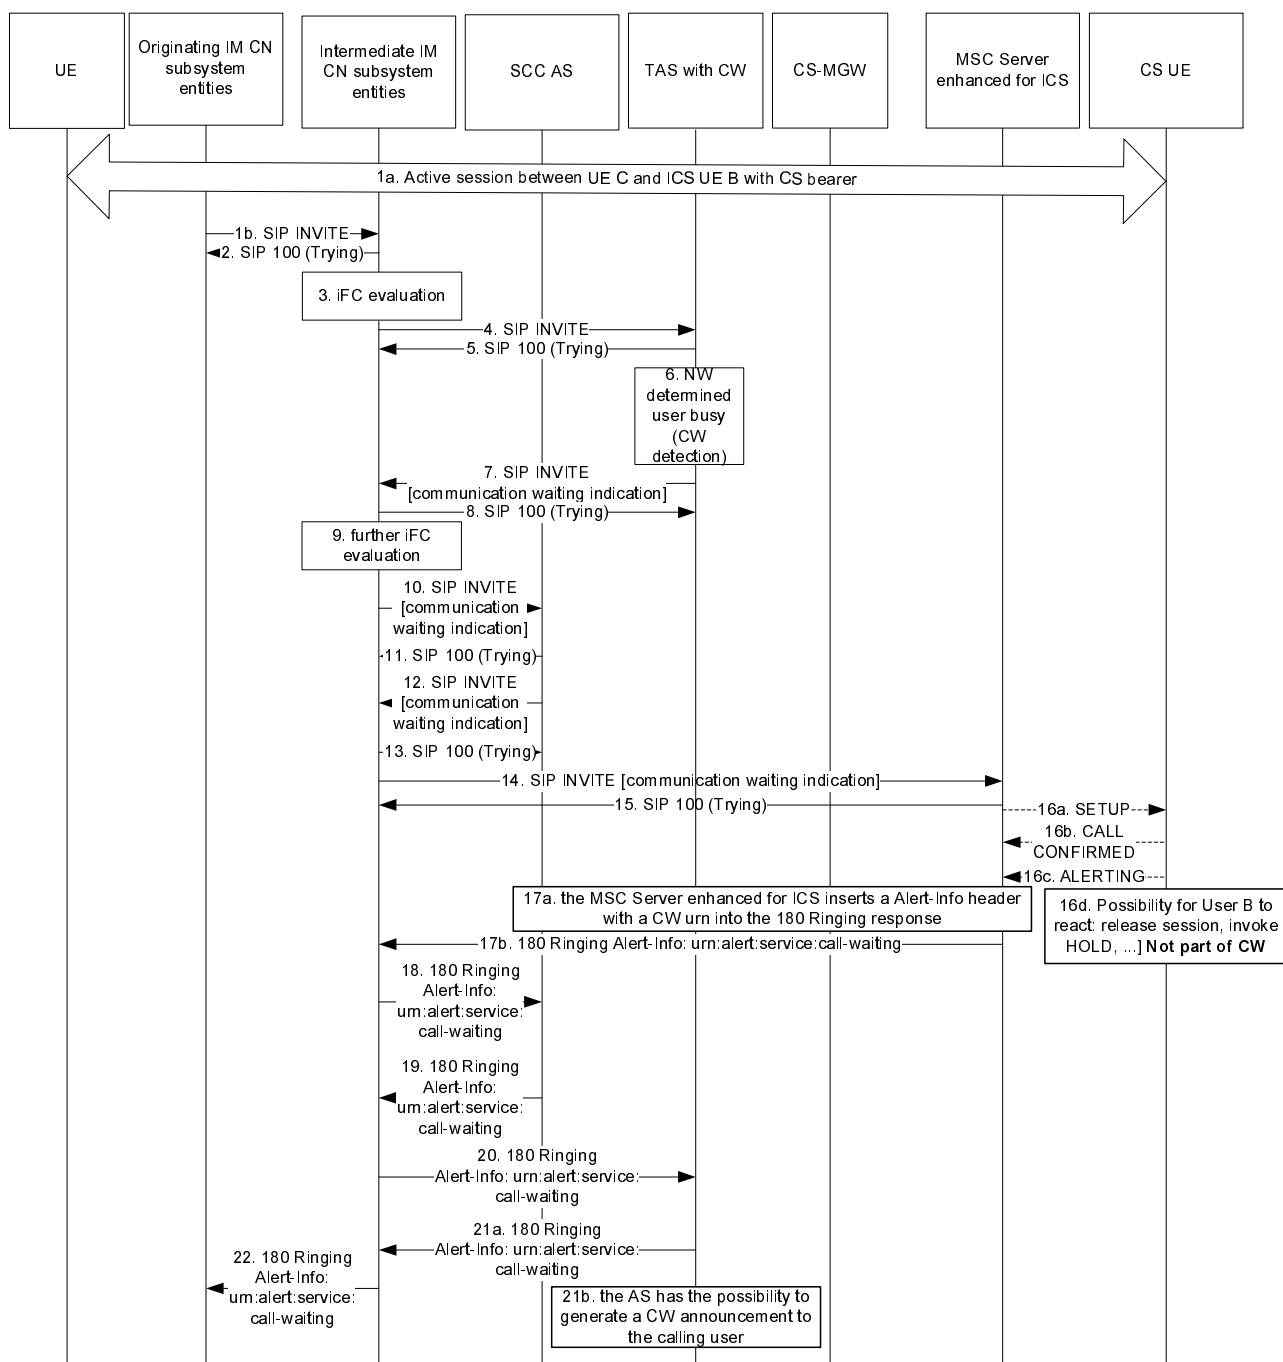 UE
Originating IM CN
subsystem
entities
Intermediate IM
CN subsystem
entities
SCC AS
TAS with CW
CS-MGW
MSC Server
enhanced for ICS
CS UE
1a. Active session between UE C and ICS UE B with CS bearer
1b. SIP INVITE
2. SIP 100 (Trying)
3. iFC evaluation
4. SIP INVITE
5. SIP 100 (Trying)
6. NW
determined
user busy
(CW
detection)
7. SIP INVITE
[communication waiting indication]
8. SIP 100 (Trying)
9. further iFC
evaluation
10. SIP INVITE
[communication
waiting indication]
11. SIP 100 (Trying)
12. SIP INVITE
[communication
waiting indication]
13. SIP 100 (Trying)
14. SIP INVITE [communication waiting indication]
15. SIP 100 (Trying)
16a. SETUP
16b. CALL
CONFIRMED
16c. ALERTING
17a. the MSC Server enhanced for ICS inserts a Alert-Info header
with a CW urn into the 180 Ringing response
16d. Possibility for User B to
react: release session, invoke
HOLD, ...] Not part of CW
17b. 180 Ringing Alert-Info: urn:alert:service:call-waiting
18. 180 Ringing
Alert-Info:
urn:alert:service:
call-waiting
19. 180 Ringing
Alert-Info:
urn:alert:service:
call-waiting
20. 180 Ringing
Alert-Info: urn:alert:service:
call-waiting
21a. 180 Ringing
Alert-Info: urn:alert:service:
call-waiting
22. 180 Ringing
Alert-Info:
urn:alert:service:
call-waiting
21b. the AS has the possibility to
generate a CW announcement to
the calling user